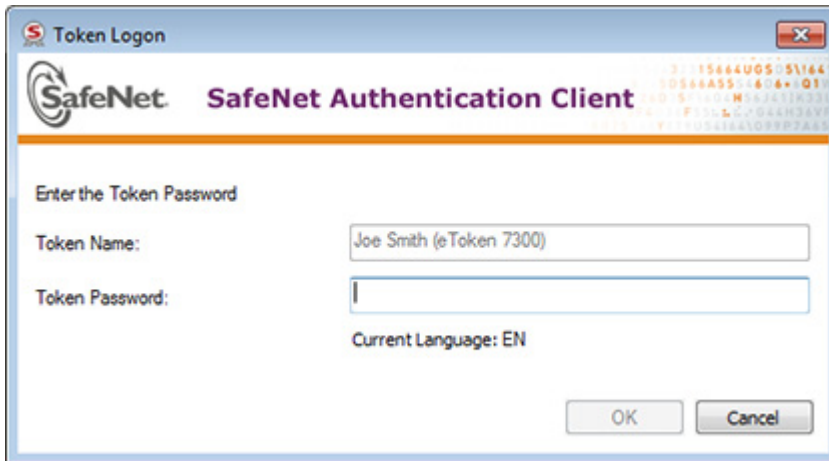 Token Logon
SafeNet.
SafeNet Authentication Client
Enter the Token Password
Token Name:
Joe Smith (eToken 7300)
Token Password:
Current Language: EN
OK
Cancel